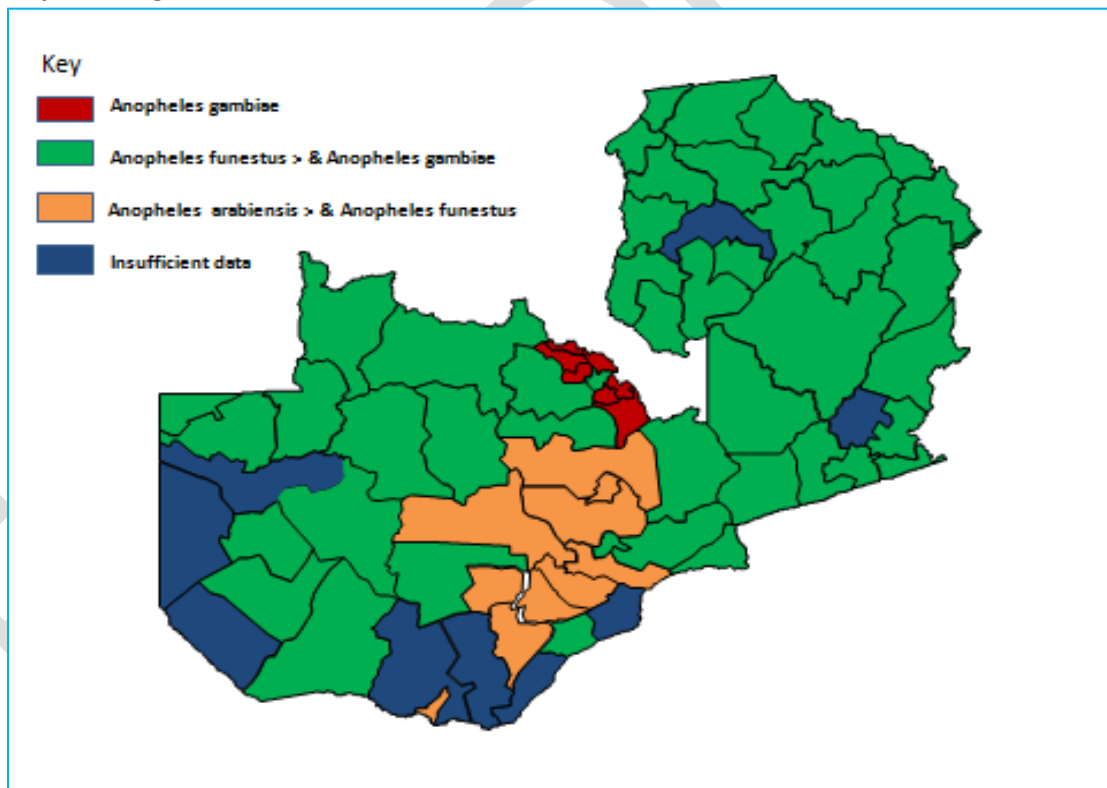 Key
Anopheles gambiae
Anopheles funestus > & Anopheles gambiae
Anopheles arabiensis > & Anopheles funestus
Insufficient data